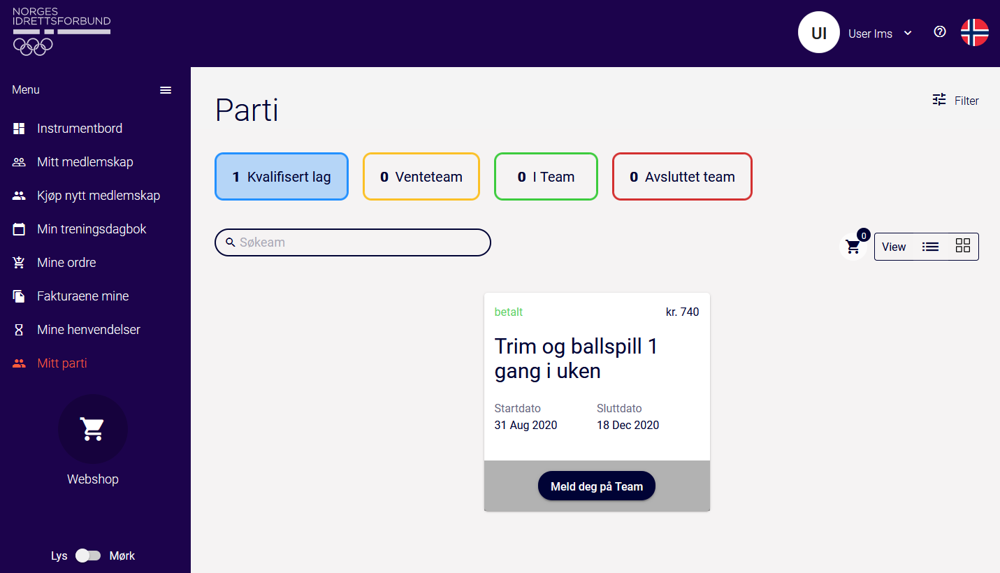 NORGES
IDRETTSFORBUND
UI
User Ims
Menu
Instrumentbord
Mitt medlemskap
Kjøp nytt medlemskap
Min treningsdagbok
Mine ordre
Fakturaene mine
Mine henvendelser
Mitt parti
Webshop
Lys
Mørk
Parti
Filter
1 Kvalifisert lag
0 Venteteam
0 I Team
0 Avsluttet team
Søkeam
0
View
betalt
kr. 740
Trim og ballspill 1
gang i uken
Startdato
Sluttdato
31 Aug 2020
18 Dec 2020
Meld deg på Team